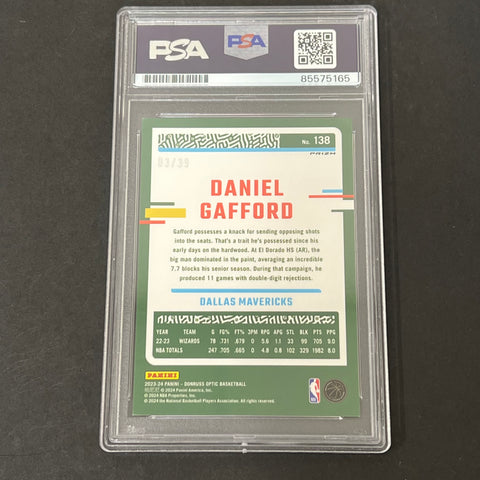 PSA
PSA
85575165
No. 138
PRIZM
03/39
DANIEL
GAFFORD
Gafford possesses a knack for sending opposing shots
into the seats. That's a trait he's possessed since his
early days on the hardwood. At El Dorado HS (AR), the
big man dominated in the paint, averaging an incredible
7.7 blocks his senior season. During that campaign, he
produced 11 games with double-digit rejections.
DALLAS MAVERICKS
YEAR TEAM G FG% FT% 3PM RPG APG STL BLK PTS PPG
22-23 WIZARDS 78 .731 .679 0 5.6 1.1 33 99 705 9.0
NBA TOTALS 247 .705 .665 0 4.8 0.8 102 329 1982 8.0
PANINI
2023-24 PANINI - DONRUSS OPTIC BASKETBALL
© 2024 Panini America, Inc.
© 2024 NBA Properties, Inc.
© 2024 the National Basketball Players Association. All rights reserved.